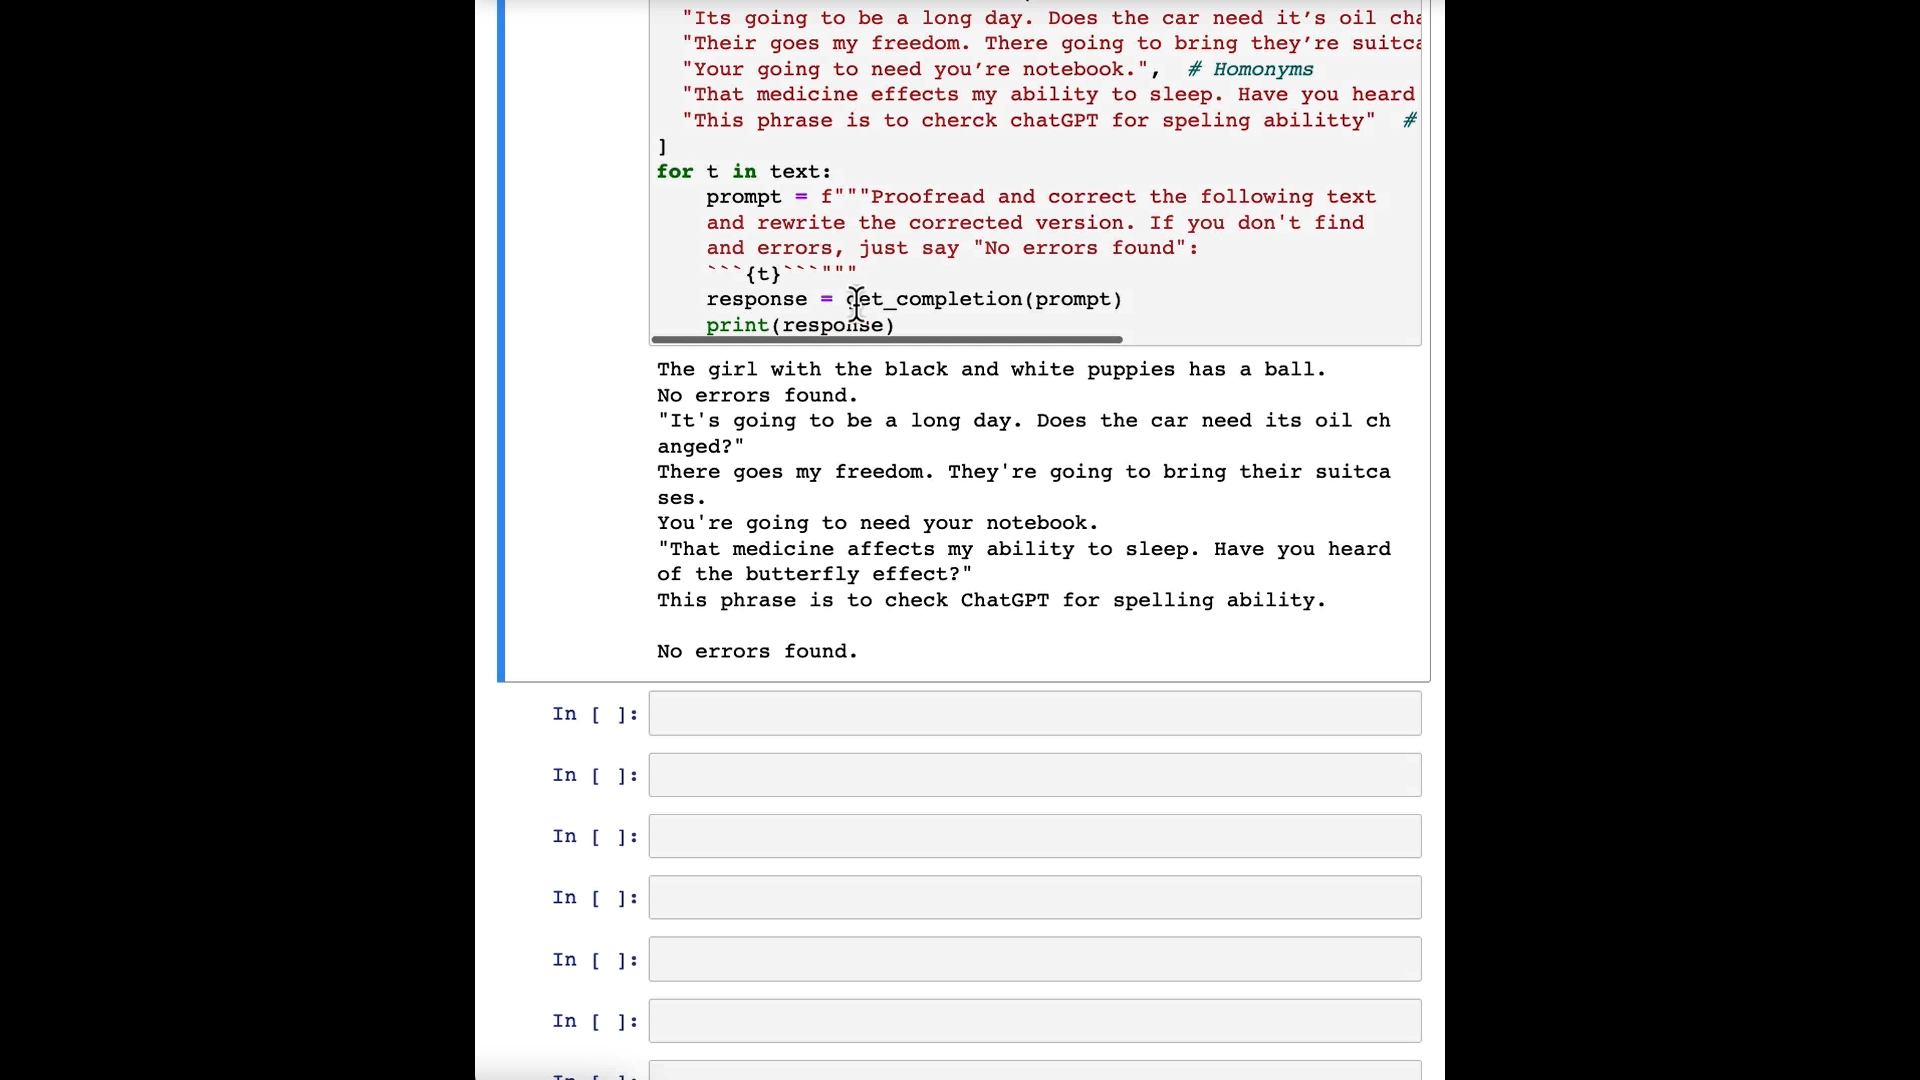 "Its going to be a long day. Does the car need it’s oil cha
"Their goes my freedom. There going to bring they’re suitca
"Your going to need you’re notebook.",  # Homonyms
"That medicine effects my ability to sleep. Have you heard
"This phrase is to cherck chatGPT for speling abilitty"  #
]
for t in text:
prompt = f"""Proofread and correct the following text
and rewrite the corrected version. If you don't find
and errors, just say "No errors found":
```{t}```"""
response = get_completion(prompt)
print(response)
The girl with the black and white puppies has a ball.
No errors found.
"It's going to be a long day. Does the car need its oil ch
anged?"
There goes my freedom. They're going to bring their suitca
ses.
You're going to need your notebook.
"That medicine affects my ability to sleep. Have you heard
of the butterfly effect?"
This phrase is to check ChatGPT for spelling ability.
No errors found.
In [ ]:
In [ ]:
In [ ]:
In [ ]:
In [ ]:
In [ ]: